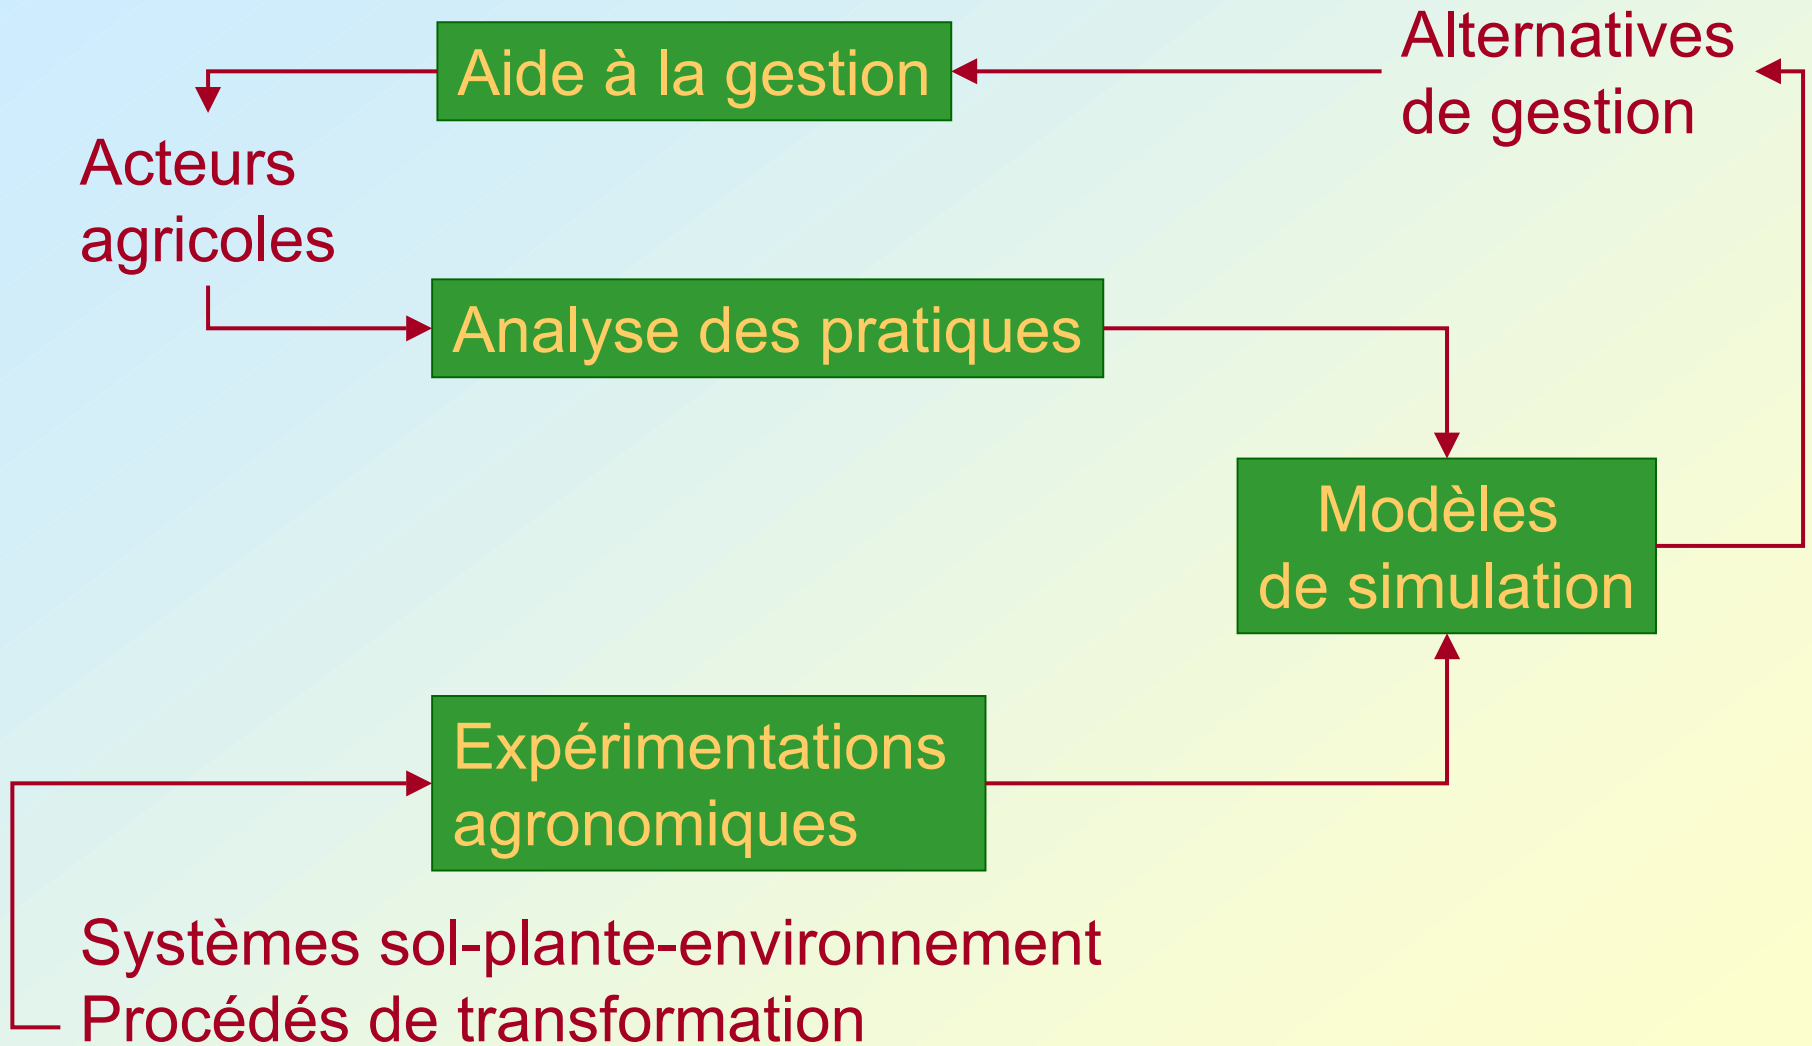 Aide à la gestion
Alternatives
de gestion
Acteurs
agricoles
Analyse des pratiques
Modèles
de simulation
Expérimentations
agronomiques
Systèmes sol-plante-environnement
Procédés de transformation